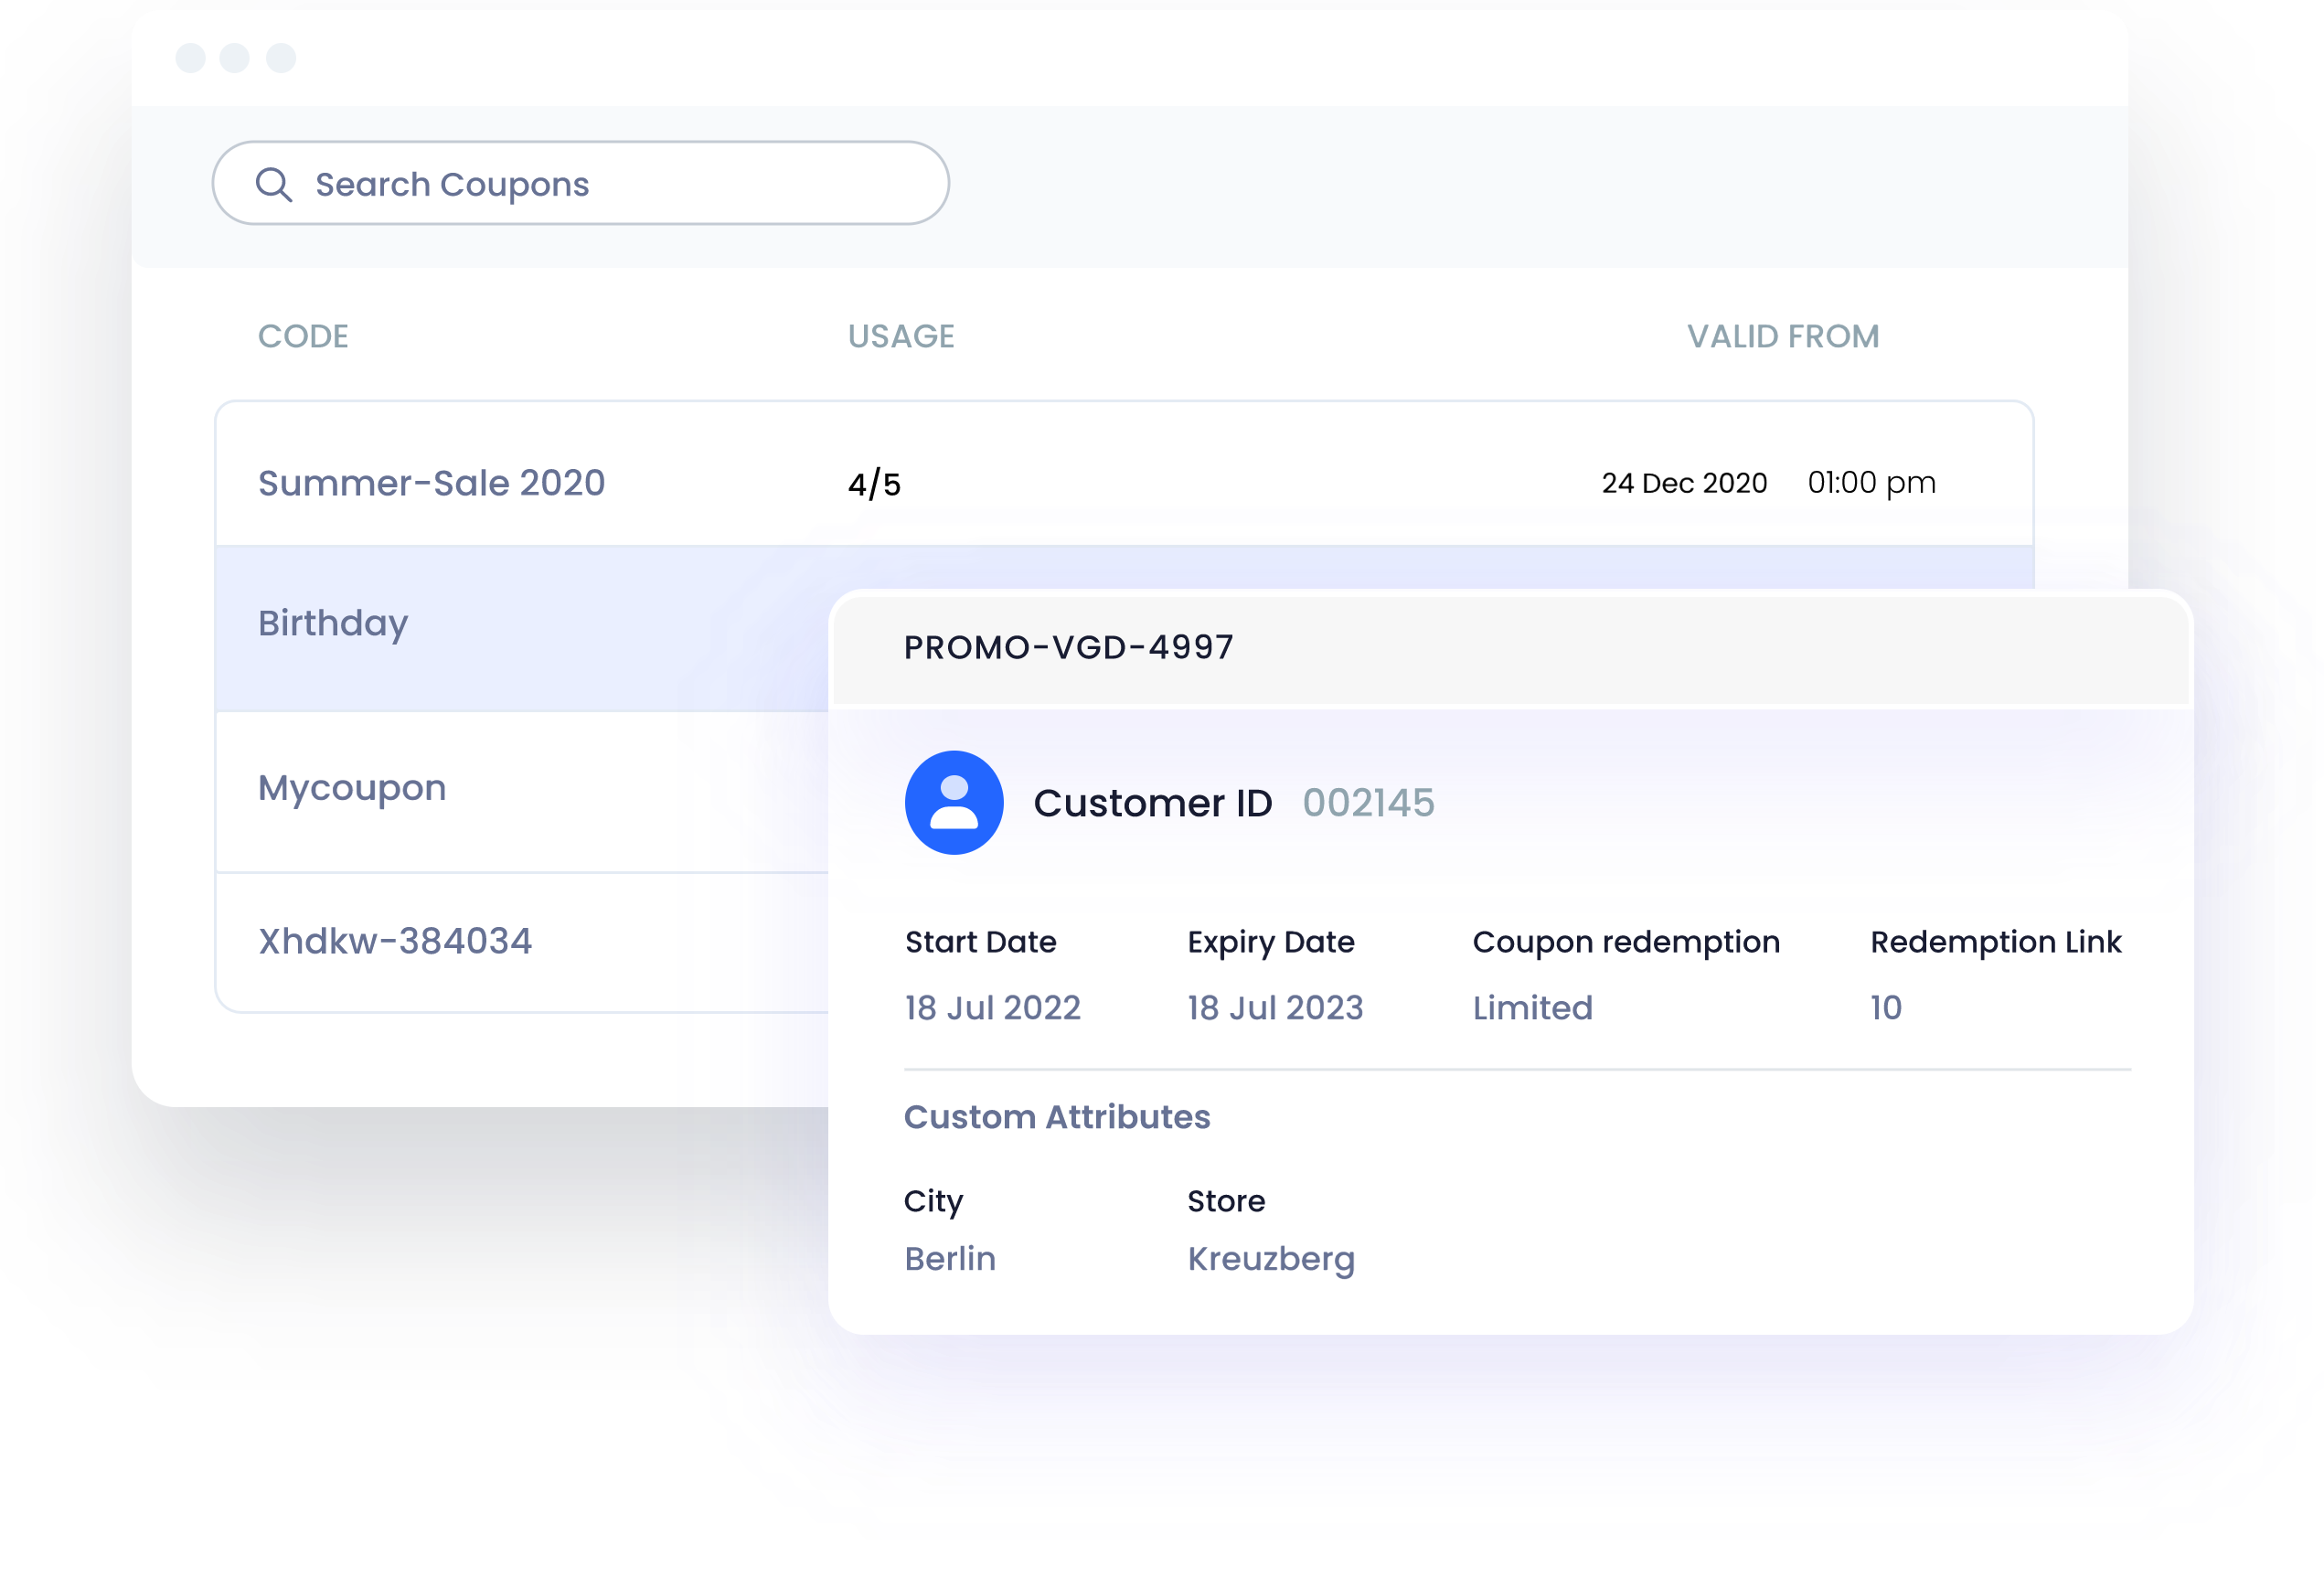 Search Coupons
CODE USAGE VALID FROM
Summer-Sale 2020 4/5 24 Dec 2020 01:00 pm
Birthday
Mycoupon
Xhdkw-384034
PROMO-VGD-4997
Customer ID 002145
Start Date Expiry Date Coupon redemption Redemption Link
18 Jul 2022 18 Jul 2023 Limited 10
Custom Attributes
City Store
Berlin Kreuzberg